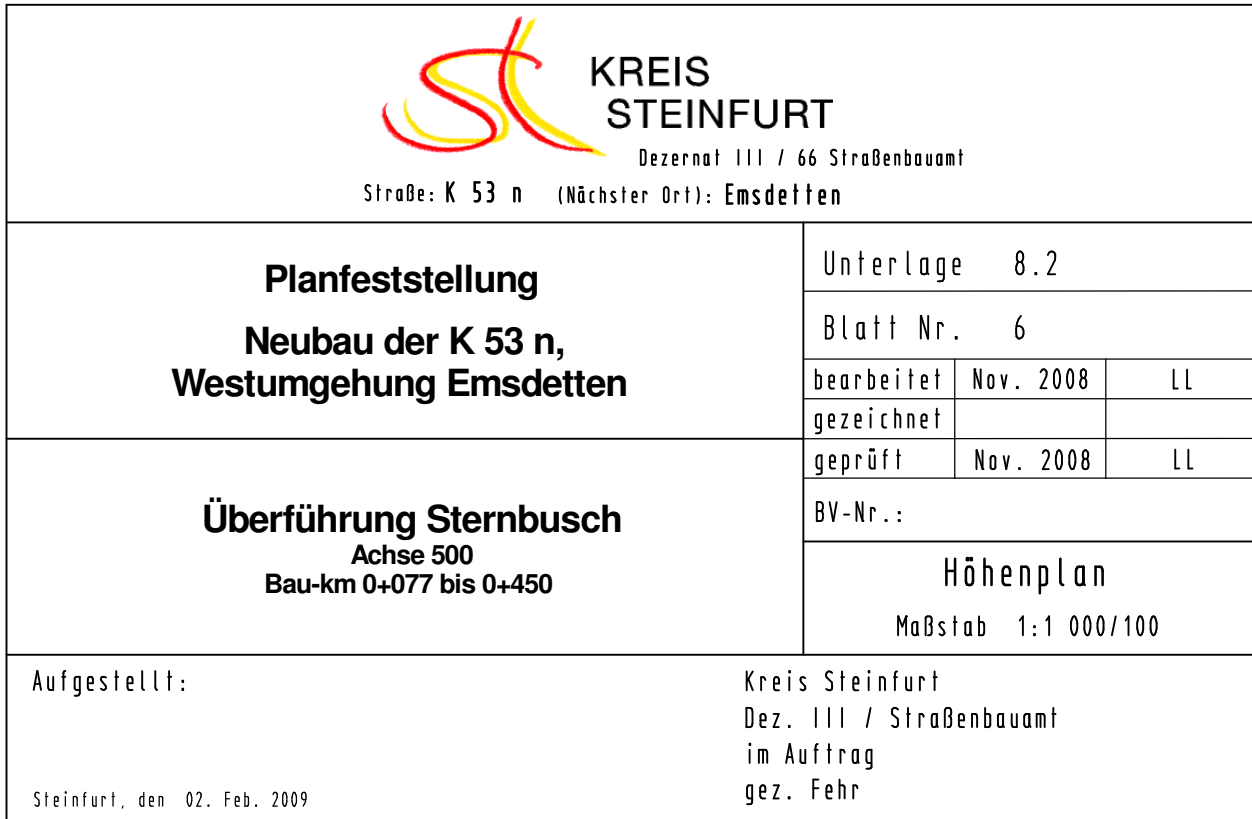 KREIS
STEINFURT
Dezernat III / 66 Straßenbauamt
Straße: K 53 n (Nächster Ort): Emsdetten
Planfeststellung
Neubau der K 53 n,
Westumgehung Emsdetten
Unterlage 8.2
Blatt Nr. 6
bearbeitet Nov. 2008 LL
gezeichnet
geprüft Nov. 2008 LL
BV-Nr.:
Überführung Sternbusch
Achse 500
Bau-km 0+077 bis 0+450
Höhenplan
Maßstab 1:1 000/100
Aufgestellt:
Steinfurt, den 02. Feb. 2009
Kreis Steinfurt
Dez. III / Straßenbauamt
im Auftrag
gez. Fehr